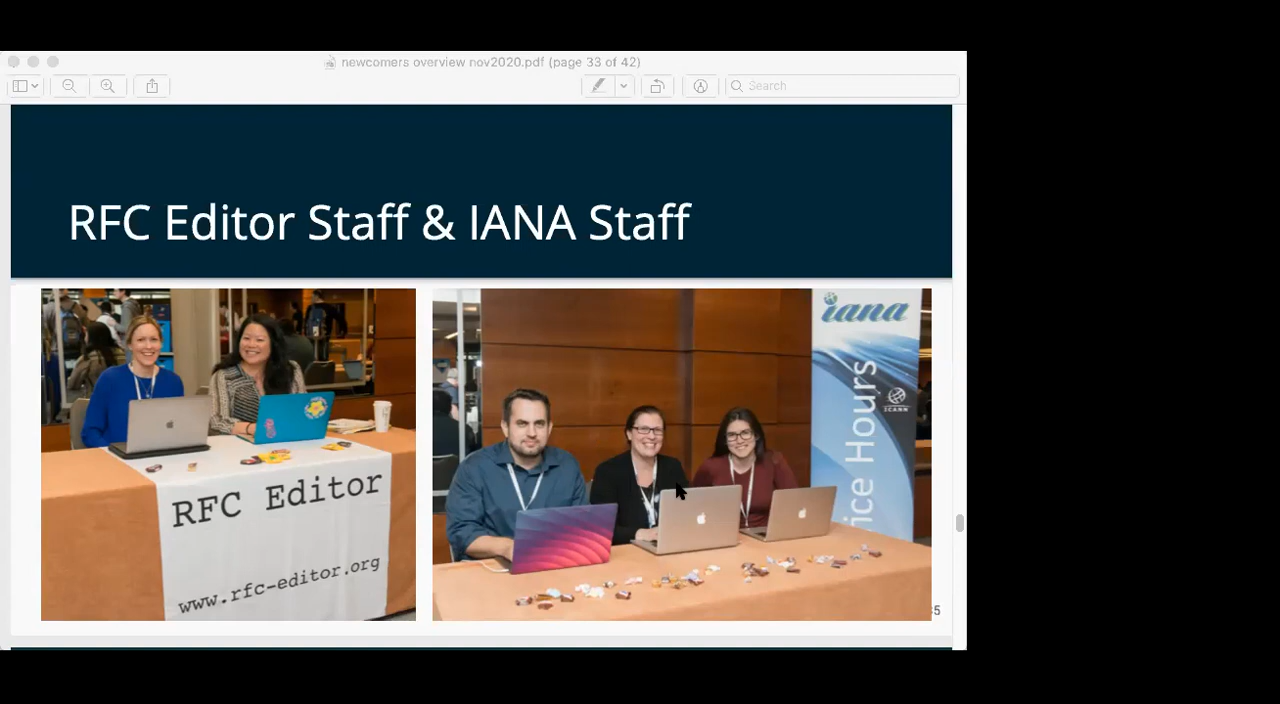 newcomers overview nov2020.pdf (page 33 of 42)
Search
RFC Editor Staff & IANA Staff
iana
ICANN
ice Hours
RFC Editor
www.rfc-editor.org